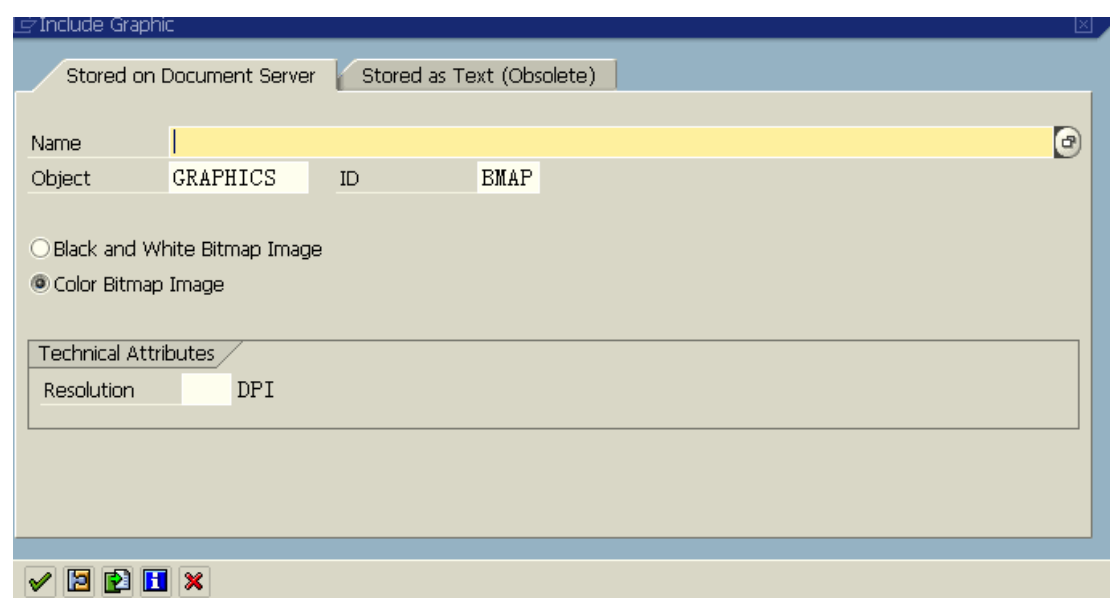 Include Graphic
Stored on Document Server Stored as Text (Obsolete)
Name
Object GRAPHICS ID BMAP
Black and White Bitmap Image
Color Bitmap Image
Technical Attributes
Resolution DPI